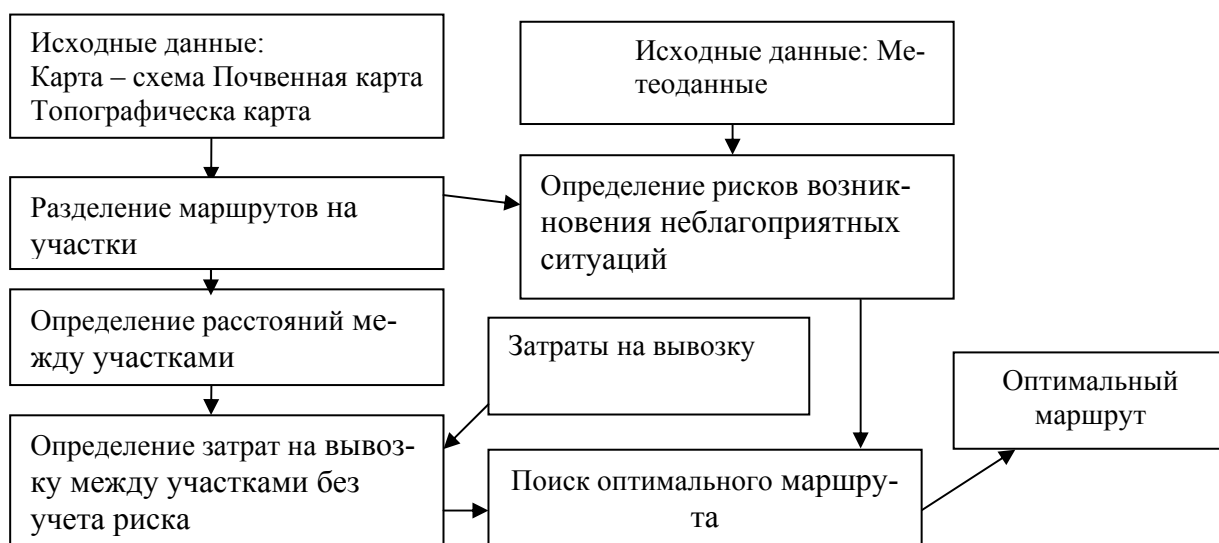 Исходные данные:
Карта – схема Почвенная карта
Топографическа карта
Исходные данные: Ме-
теоданные
Разделение маршрутов на
участки
Определение рисков возник-
новения неблагоприятных
ситуаций
Определение расстояний ме-
жду участками
Затраты на вывозку
Оптимальный
маршрут
Определение затрат на вывоз-
ку между участками без
учета риска
Поиск оптимального маршру-
та